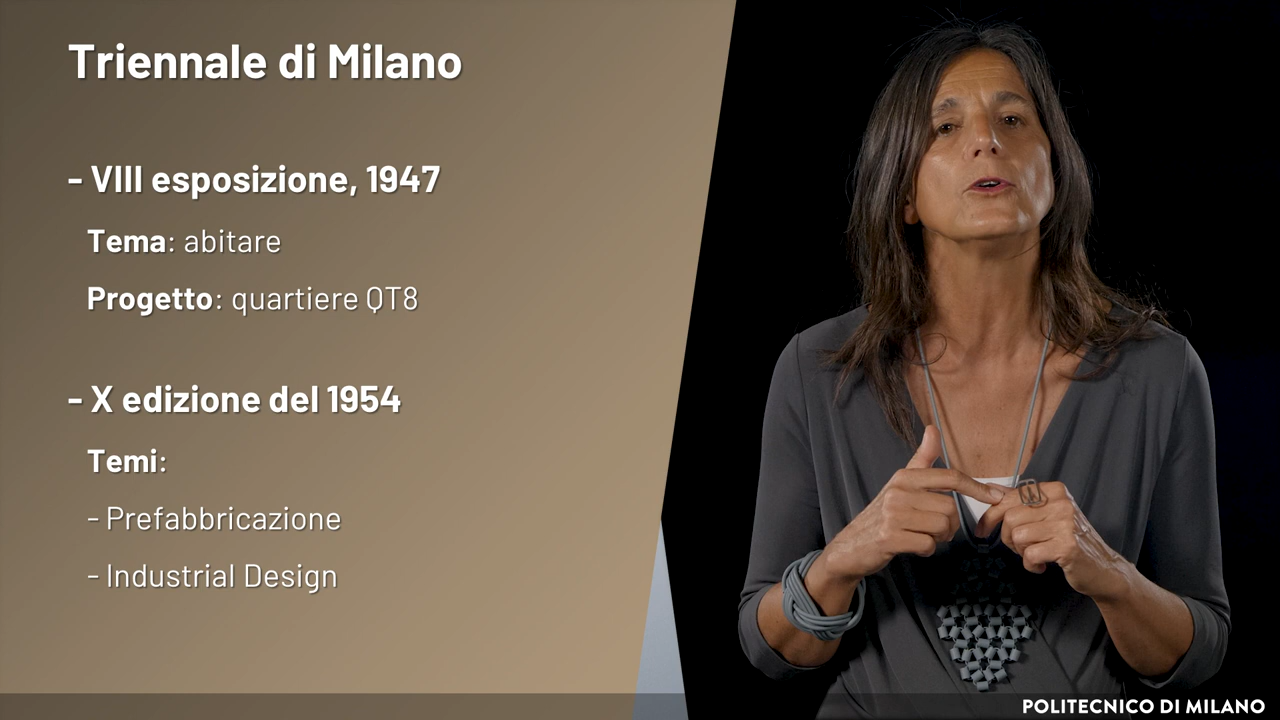 Triennale di Milano
- VIII esposizione, 1947
Tema: abitare
Progetto: quartiere QT8
- X edizione del 1954
Temi:
- Prefabbricazione
- Industrial Design
POLITECNICO DI MILANO